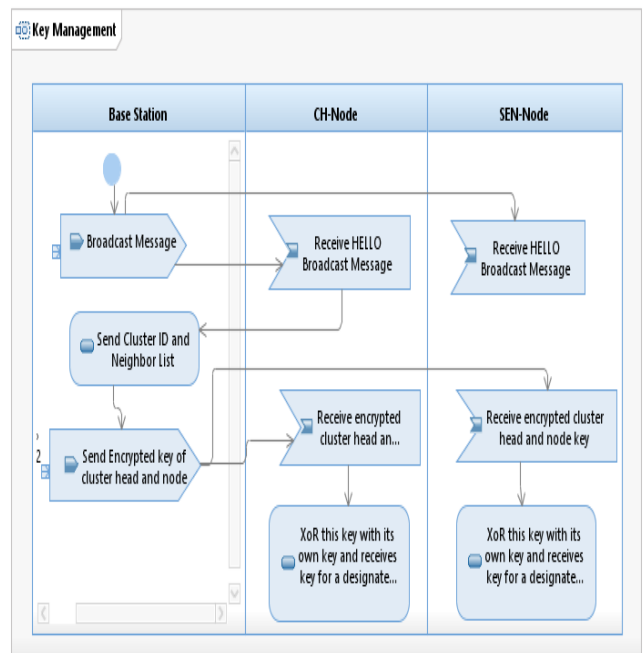 Key Management
Base Station
CH-Node
SEN-Node
Broadcast Message
Receive HELLO
Broadcast Message
Receive HELLO
Broadcast Message
Send Cluster ID and
Neighbor List
Receive encrypted
cluster head an...
Receive encrypted cluster
head and node key
2
Send Encrypted key of
cluster head and node
XoR this key with its
own key and receives
key for a designate...
XoR this key with its
own key and receives
key for a designate...